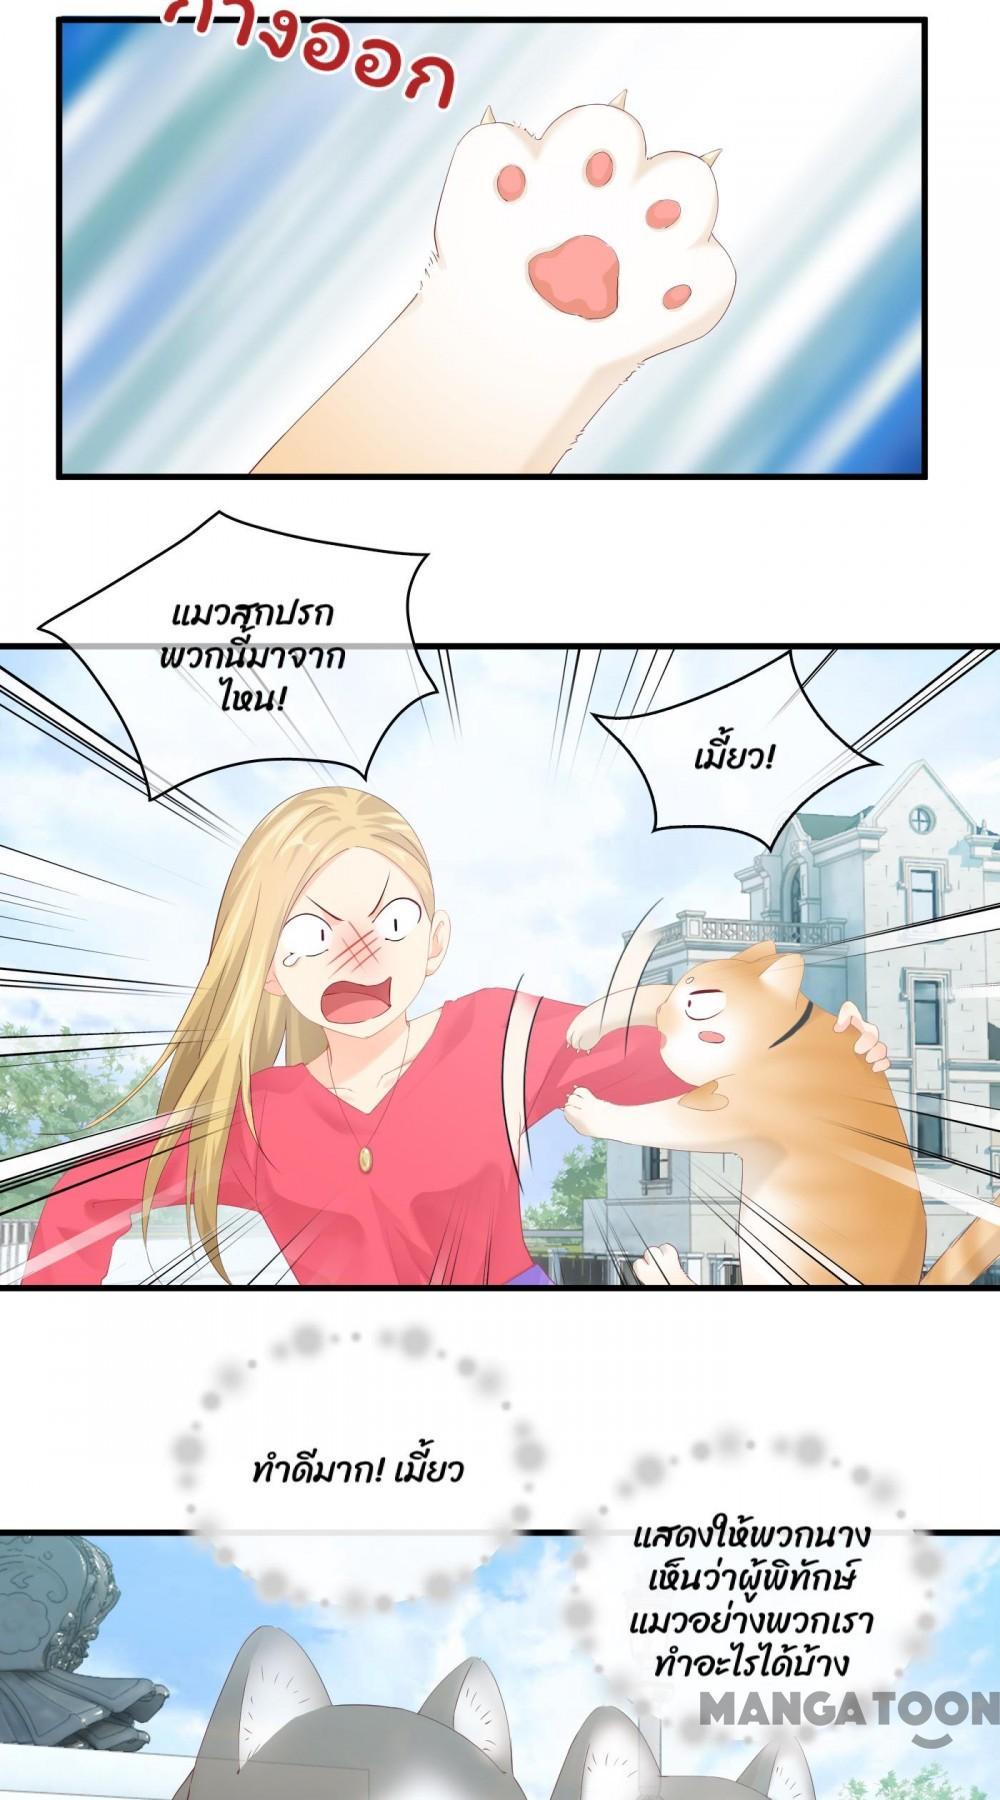 กางออก
แมวสกปรก
พวกนี้มาจาก
ไหน!
เมี้ยว!
ทำดีมาก! เมี้ยว
แสดงให้พวกนาง
เห็นว่าผู้พิทักษ์
แมวอย่างพวกเรา
ทำอะไรได้บ้าง
MANGATOON